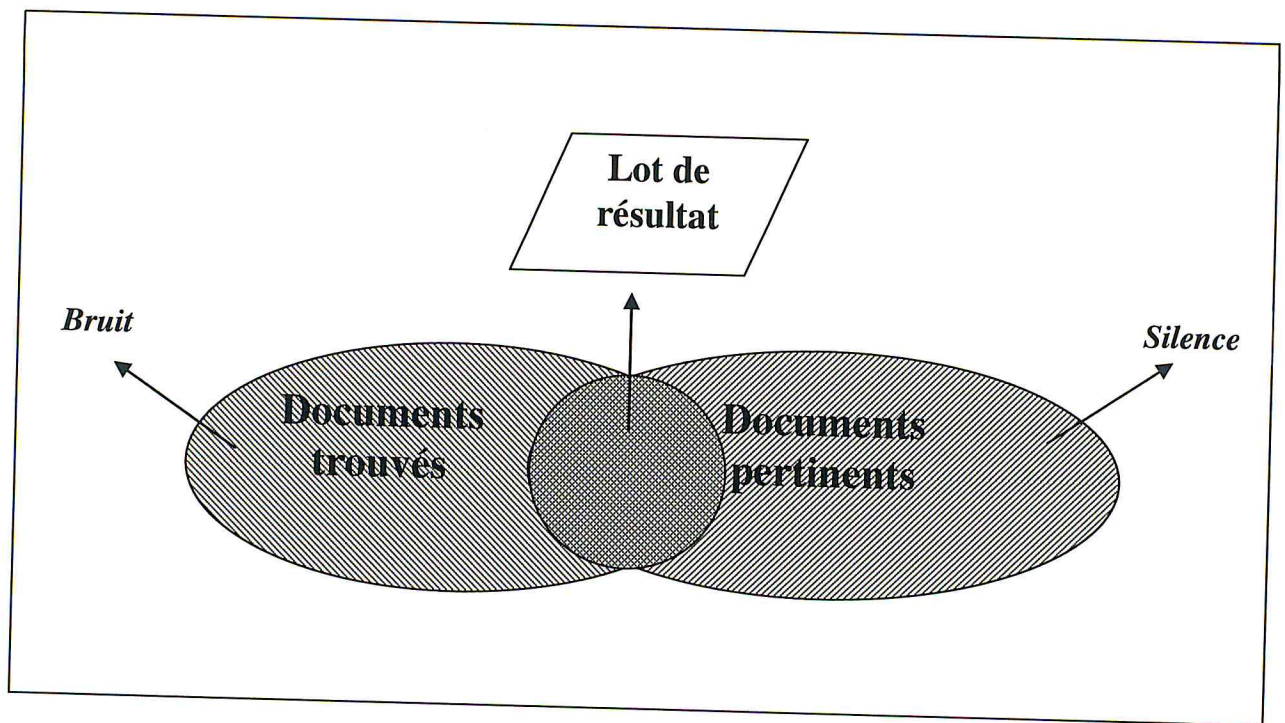 Lot de
résultat
Bruit
Silence
Documents
trouvés
Documents
pertinents